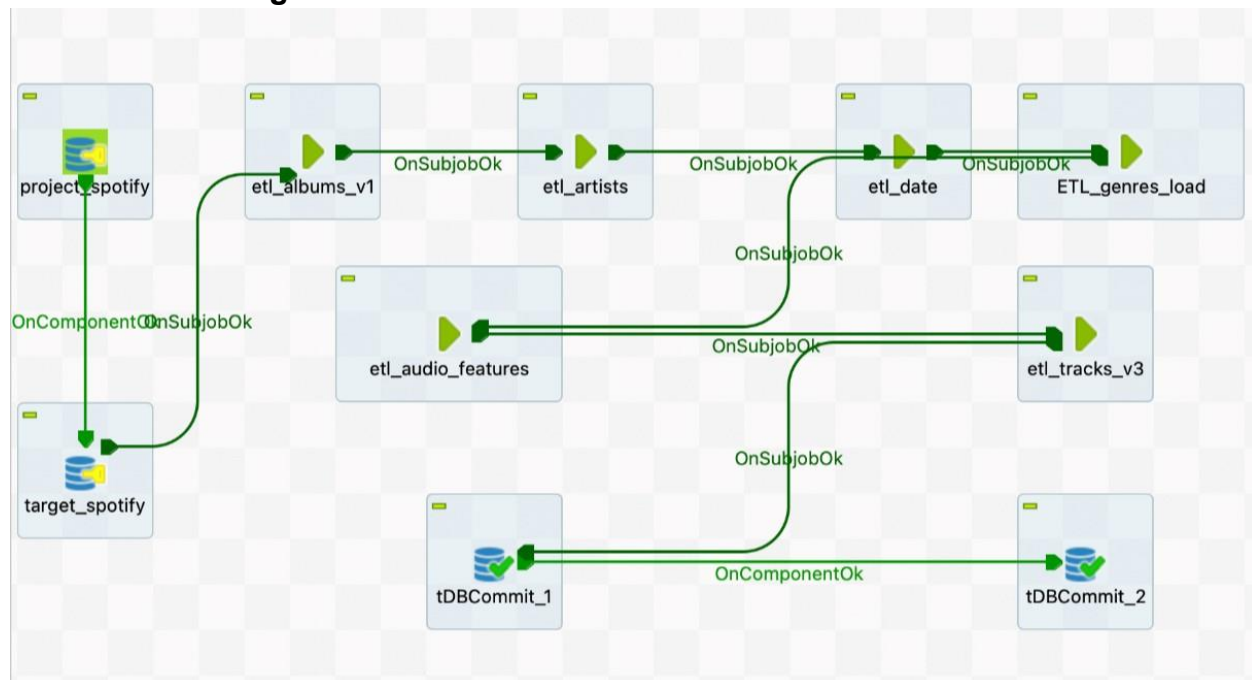 project_spotify
etl_albums_v1
OnSubjobOk
etl_artists
OnSubjobOk
etl_date
OnSubjobOk
ETL_genres_load
OnSubjobOk
OnComponentOk
OnSubjobOk
etl_audio_features
OnSubjobOk
etl_tracks_v3
target_spotify
OnSubjobOk
tDBCommit_1
OnComponentOk
tDBCommit_2